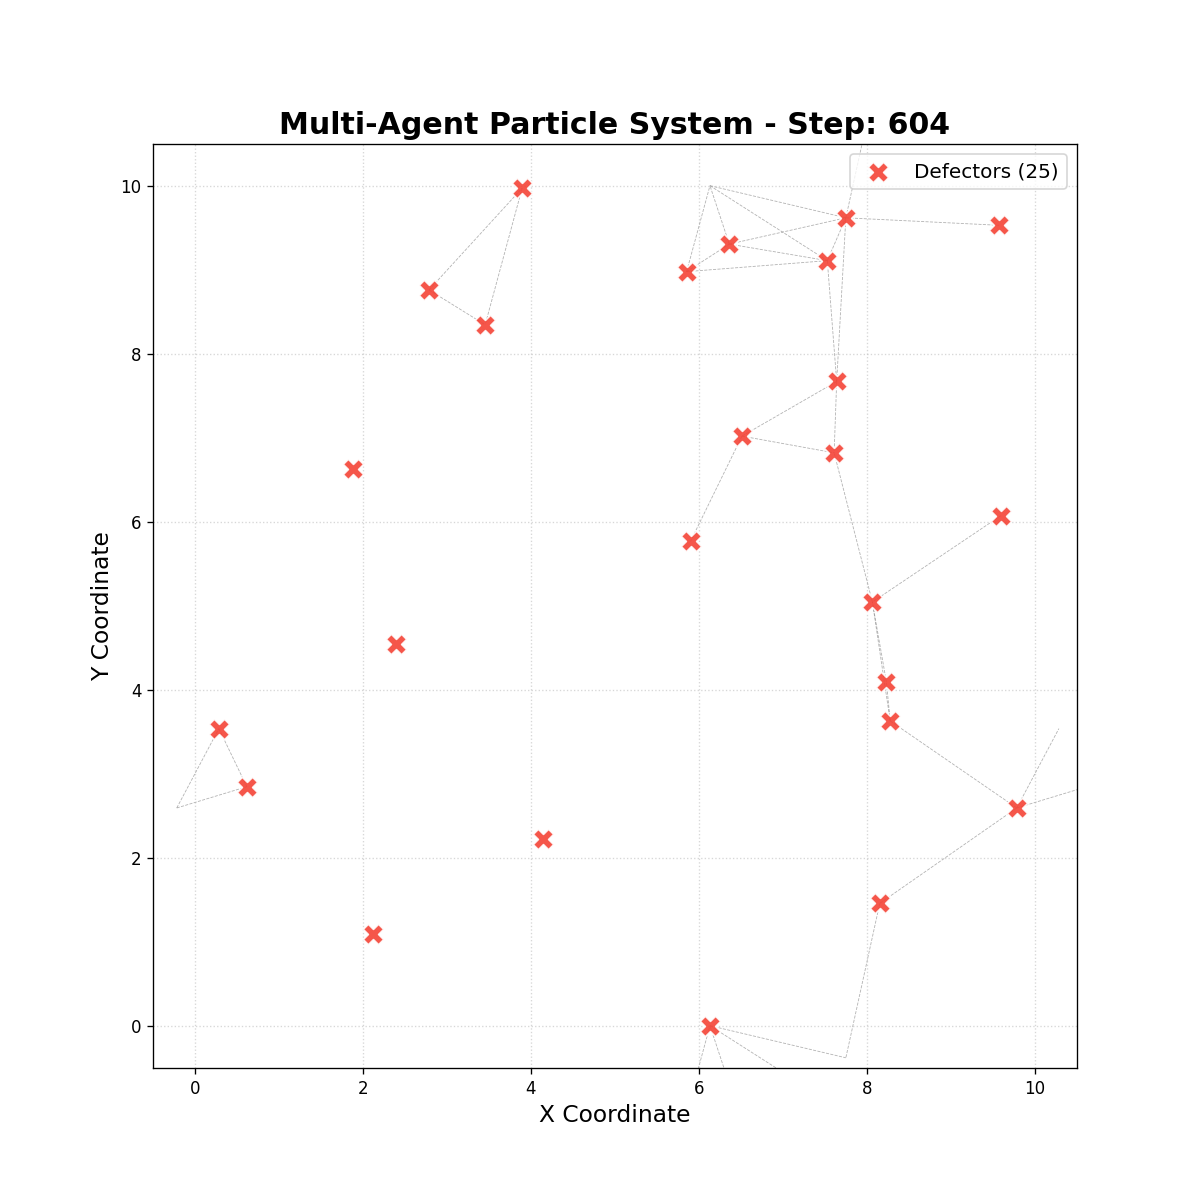 Multi-Agent Particle System - Step: 604
Defectors (25)
10
8
6
4
2
0
Y Coordinate
0 2 4 6 8 10
X Coordinate